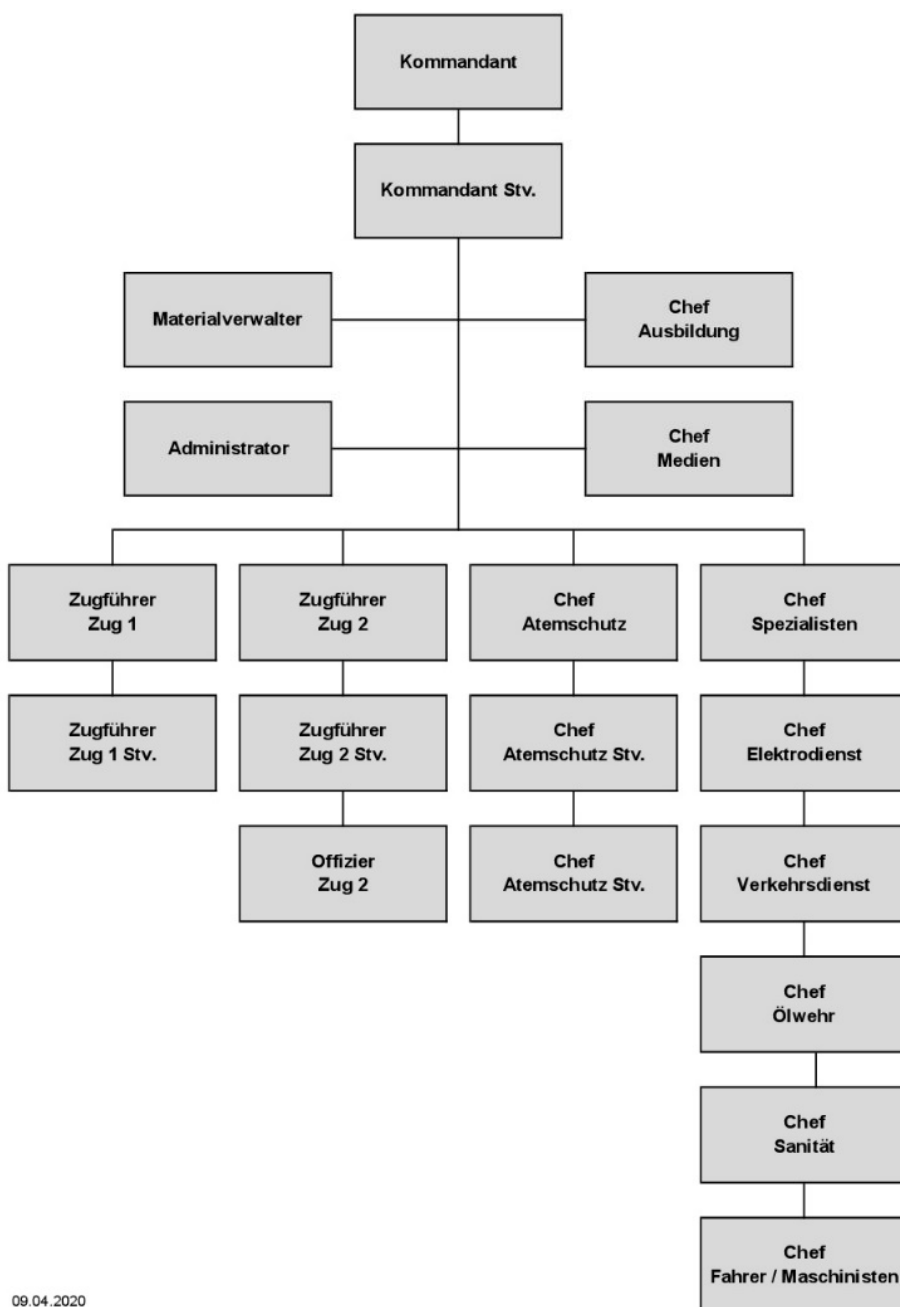 Kommandant
Kommandant Stv.
Materialverwalter
Chef
Ausbildung
Administrator
Chef
Medien
Zugführer
Zug 1
Zugführer
Zug 2
Chef
Atemschutz
Chef
Spezialisten
Zugführer
Zug 1 Stv.
Zugführer
Zug 2 Stv.
Chef
Atemschutz Stv.
Chef
Elektrodienst
Offizier
Zug 2
Chef
Atemschutz Stv.
Chef
Verkehrsdienst
Chef
Ölwehr
Chef
Sanität
Chef
Fahrer / Maschinisten
09.04.2020